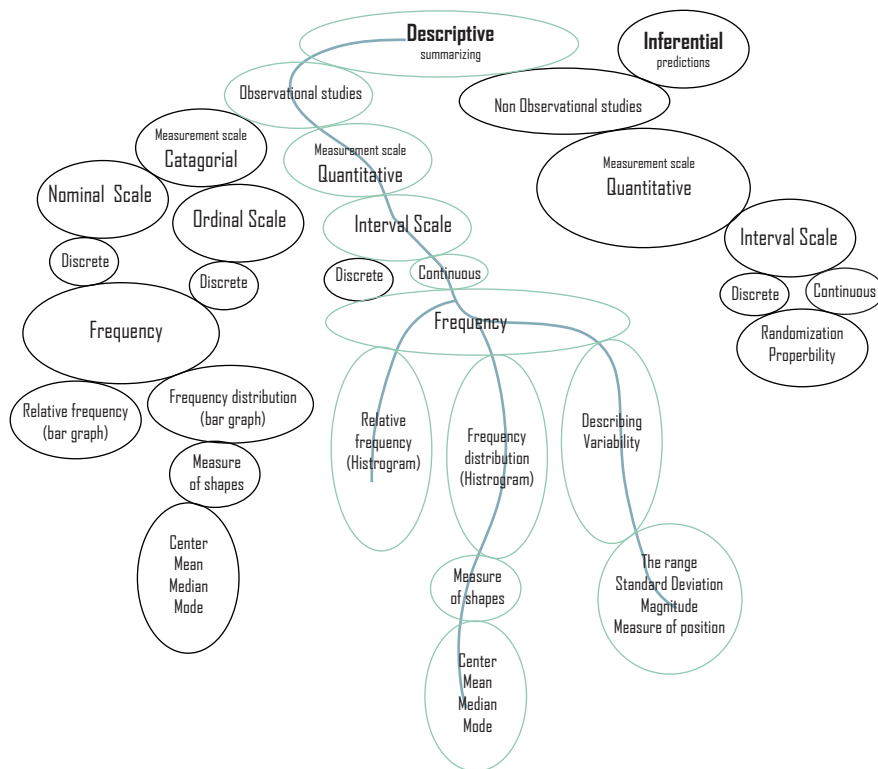 Descriptive
summarizing
Inferential
predictions
Observational studies
Non Observational studies
Measurement scale
Catagorial
Measurement scale
Quantitative
Measurement scale
Quantitative
Nominal Scale
Ordinal Scale
Interval Scale
Interval Scale
Discrete
Discrete
Discrete
Continuous
Discrete
Continuous
Frequency
Frequency
Randomization
Properbility
Relative frequency
(bar graph)
Frequency distribution
(bar graph)
Relative
frequency
(Histrogram)
Frequency
distribution
(Histrogram)
Describing
Variability
Measure
of shapes
Center
Mean
Median
Mode
Measure
of shapes
The range
Standard Deviation
Magnitude
Measure of position
Center
Mean
Median
Mode